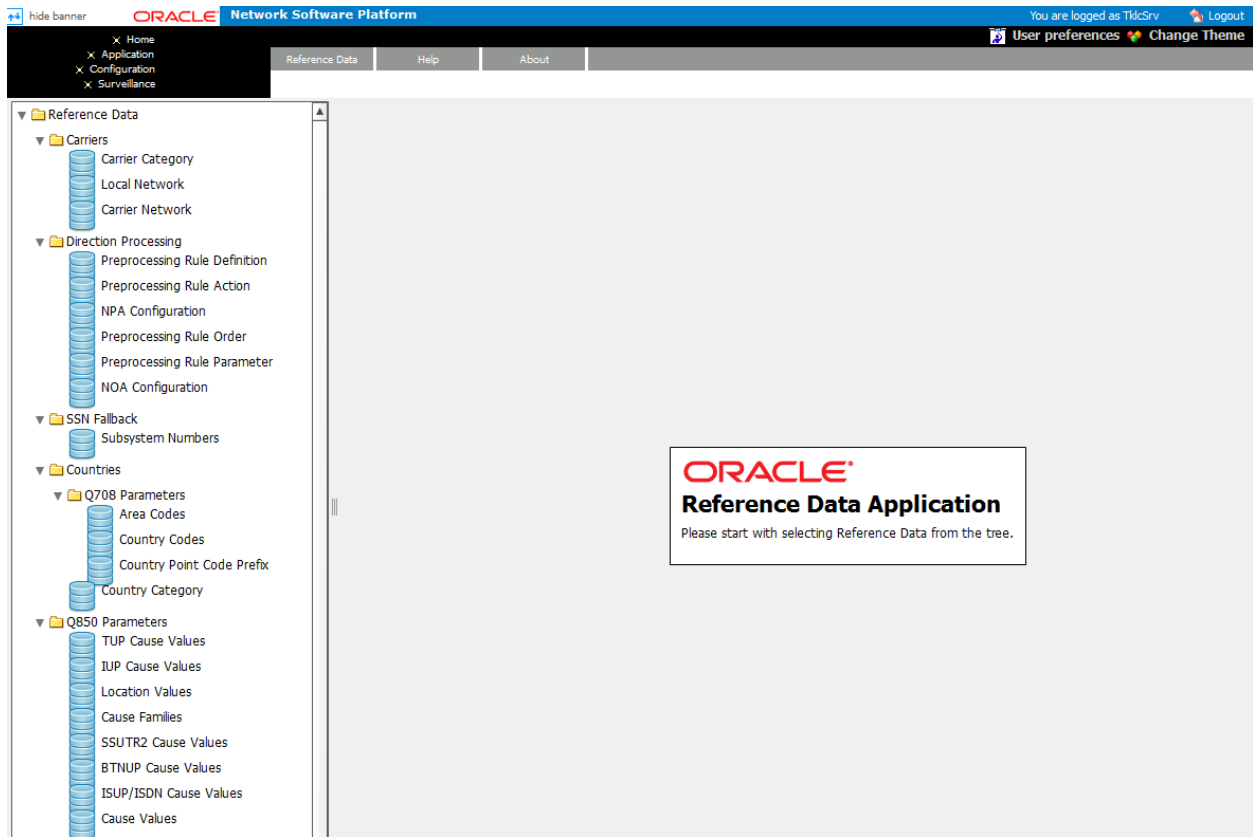 hide banner ORACLE Network Software Platform You are logged as TklcSrv Logout
User preferences Change Theme
Home
Application
Configuration
Surveillance
Reference Data Help About
Reference Data
Carriers
Carrier Category
Local Network
Carrier Network
Direction Processing
Preprocessing Rule Definition
Preprocessing Rule Action
NPA Configuration
Preprocessing Rule Order
Preprocessing Rule Parameter
NOA Configuration
SSN Fallback
Subsystem Numbers
Countries
Q708 Parameters
Area Codes
Country Codes
Country Point Code Prefix
Country Category
Q850 Parameters
TUP Cause Values
IUP Cause Values
Location Values
Cause Families
SSUTR2 Cause Values
BTNUP Cause Values
ISUP/ISDN Cause Values
Cause Values
ORACLE
Reference Data Application
Please start with selecting Reference Data from the tree.